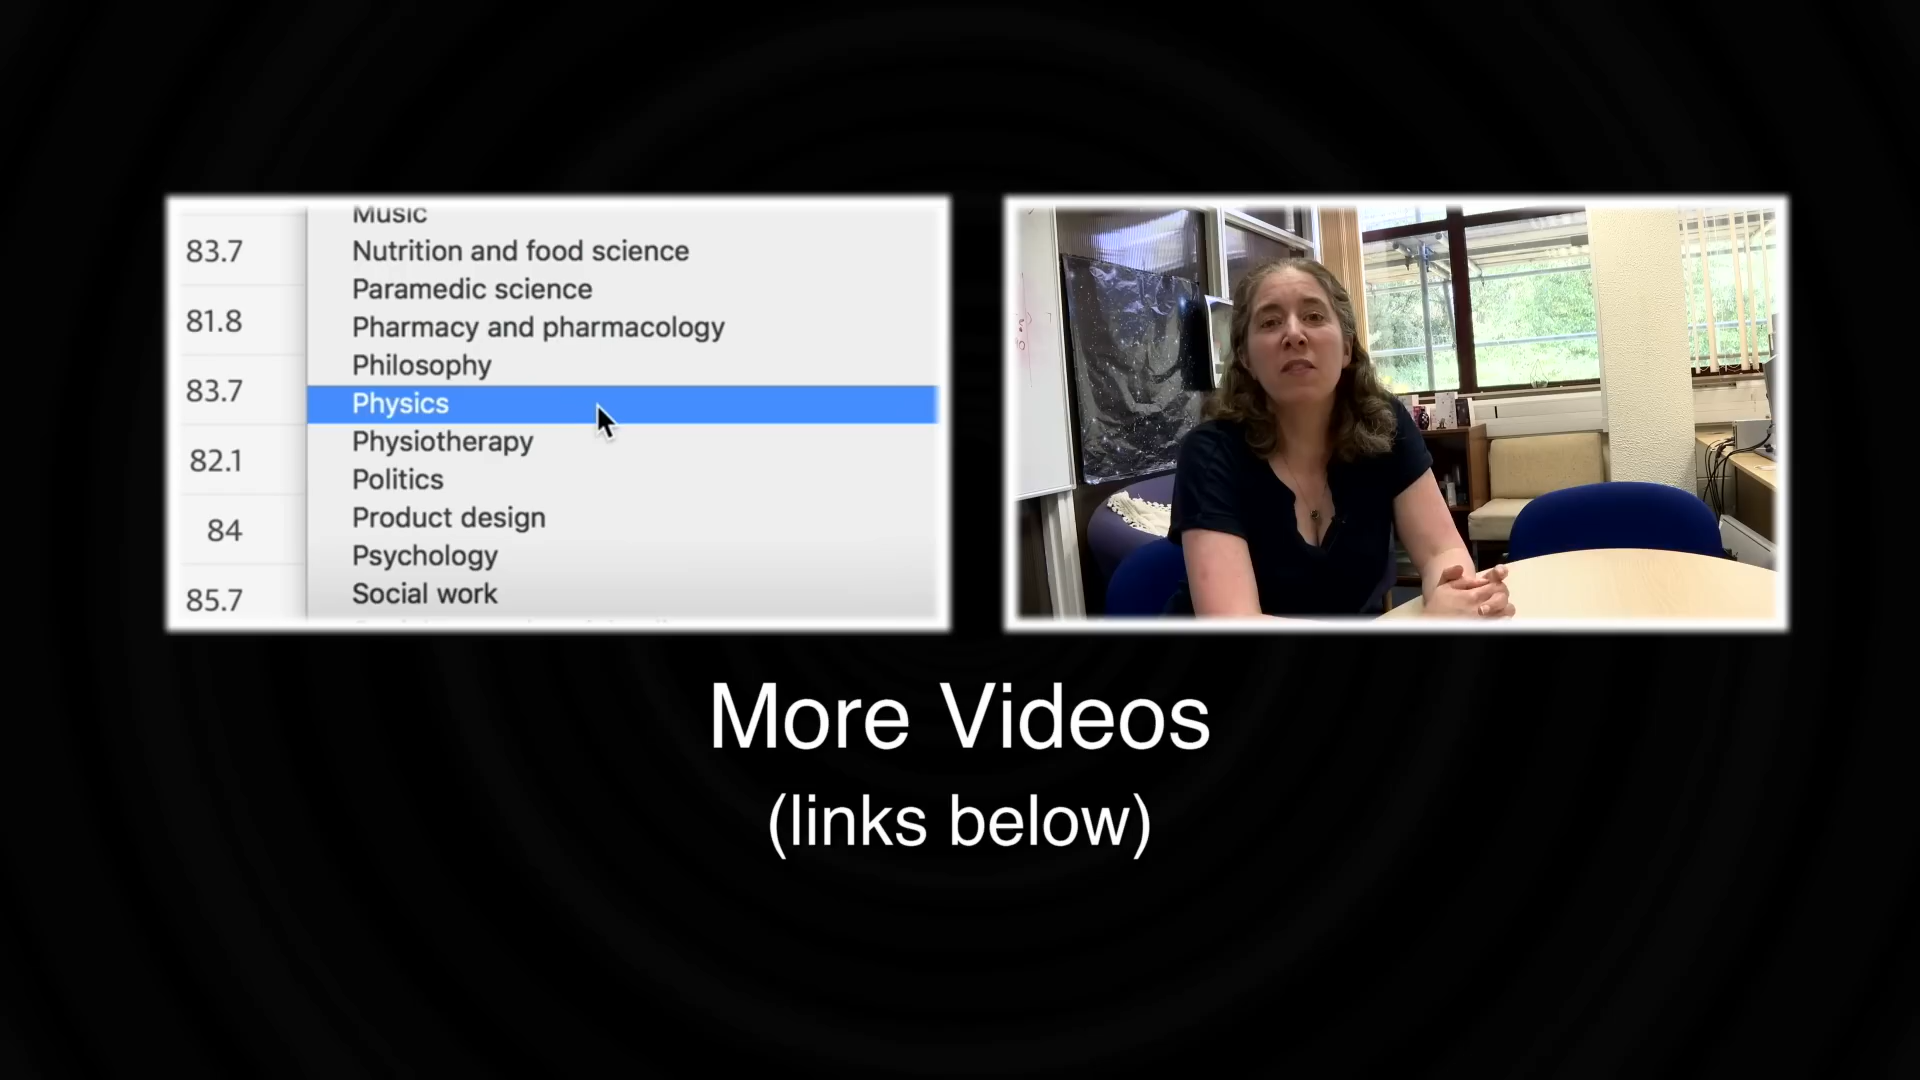 Music
83.7
Nutrition and food science
Paramedic science
81.8
Pharmacy and pharmacology
Philosophy
83.7
Physics
Physiotherapy
82.1
Politics
84
Product design
Psychology
85.7
Social work
More Videos
(links below)